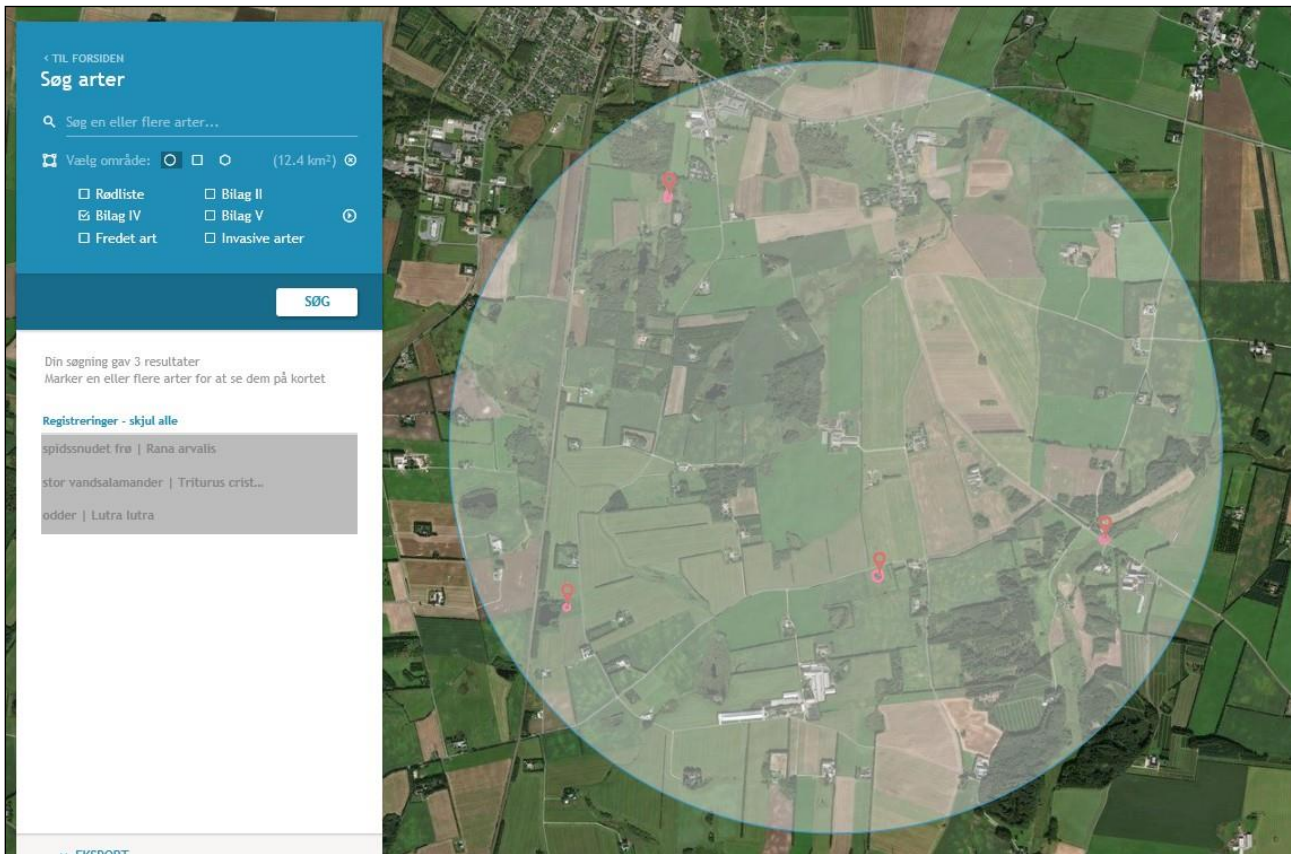 ‹ TIL FORSIDEN
Søg arter
Søg en eller flere arter...
Vælg område: (12.4 km²)
Rødliste Bilag II
Bilag IV Bilag V
Fredet art Invasive arter
SØG
Din søgning gav 3 resultater
Marker en eller flere arter for at se dem på kortet
Registreringer - skjul alle
spidssnudet frø | Rana arvalis
stor vandsalamander | Triturus crist...
odder | Lutra lutra
EKSPORT